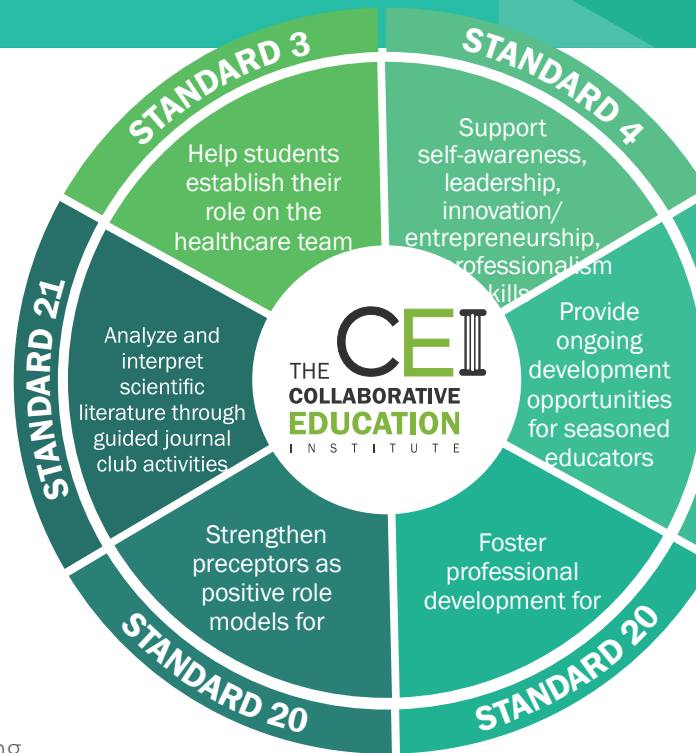 STANDARD 3
Help students
establish their
role on the
healthcare team
STANDARD 4
Support
self-awareness,
leadership,
innovation/
entrepreneurship,
rofessionalism
kills
Provide
ongoing
development
opportunities
for seasoned
educators
STANDARD 20
Foster
professional
development for
STANDARD 20
Strengthen
preceptors as
positive role
models for
STANDARD 21
Analyze and
interpret
scientific
literature through
guided journal
club activities
THE CEI
COLLABORATIVE
EDUCATION
INSTITUTE
ng